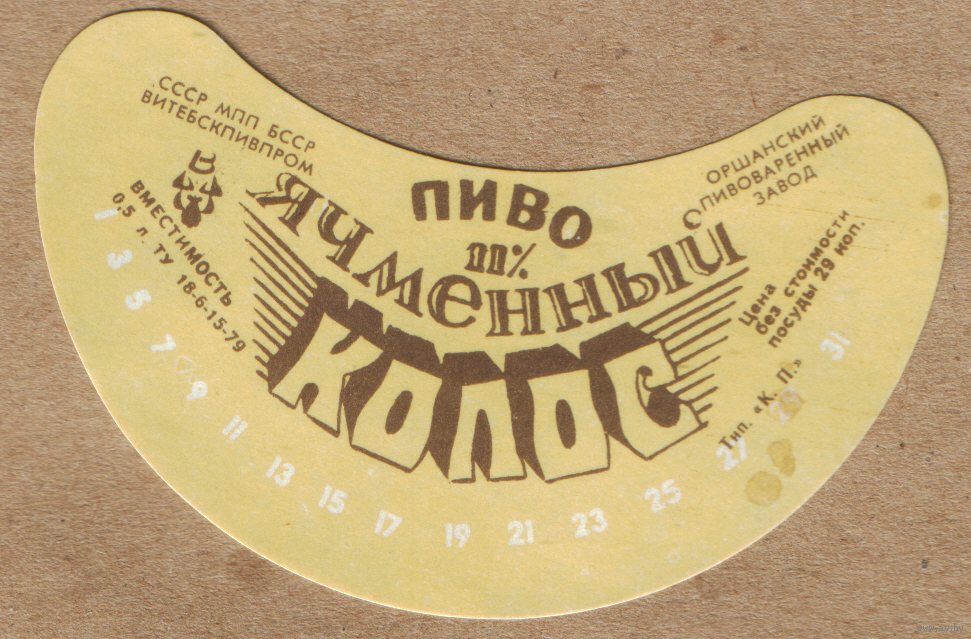 СССР МПП БССР
ВИТЕБСКПИВПРОМ
ВМЕСТИМОСТЬ
0,5 л. ТУ 18-6-15-79
ПИВО
11%
ЯЧМЕННЫЙ
КОЛОС
ОРШАНСКИЙ
ПИВОВАРЕННЫЙ
ЗАВОД
Цена
без стоимости
посуды 29 коп.
Тип. «К. П.»
1 3 5 7 9 11 13 15 17 19 21 23 25 27 29 31